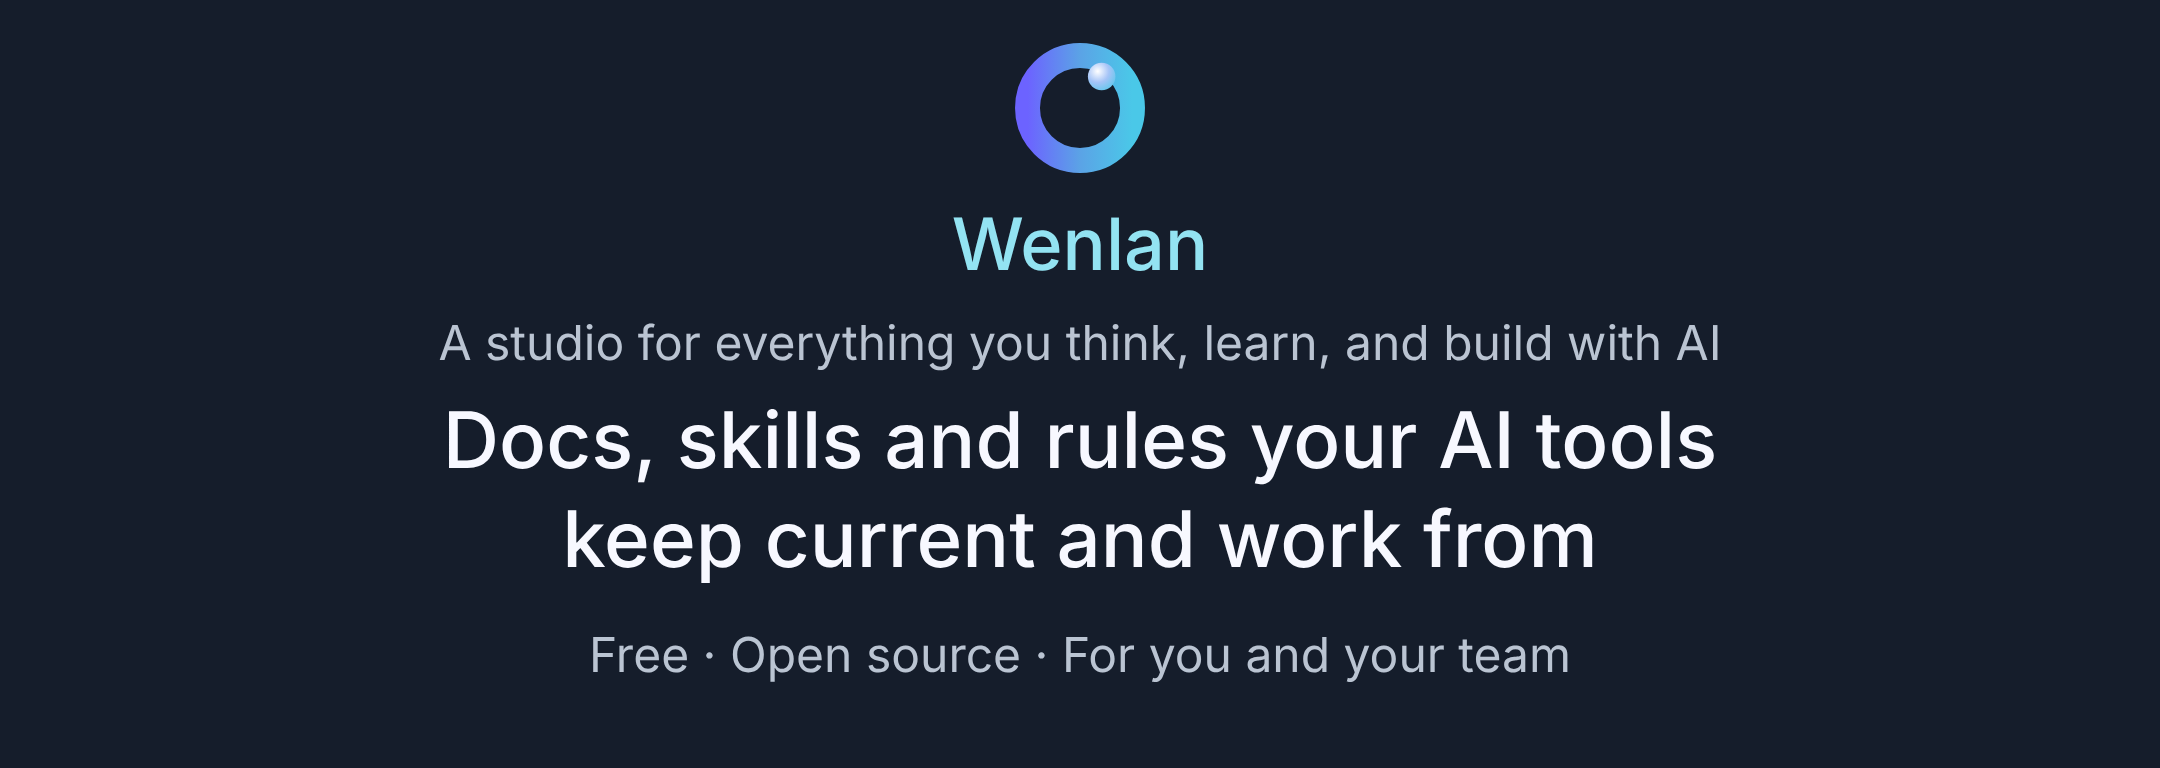 Wenlan
A studio for everything you think, learn, and build with AI
Docs, skills and rules your AI tools
keep current and work from
Free · Open source · For you and your team